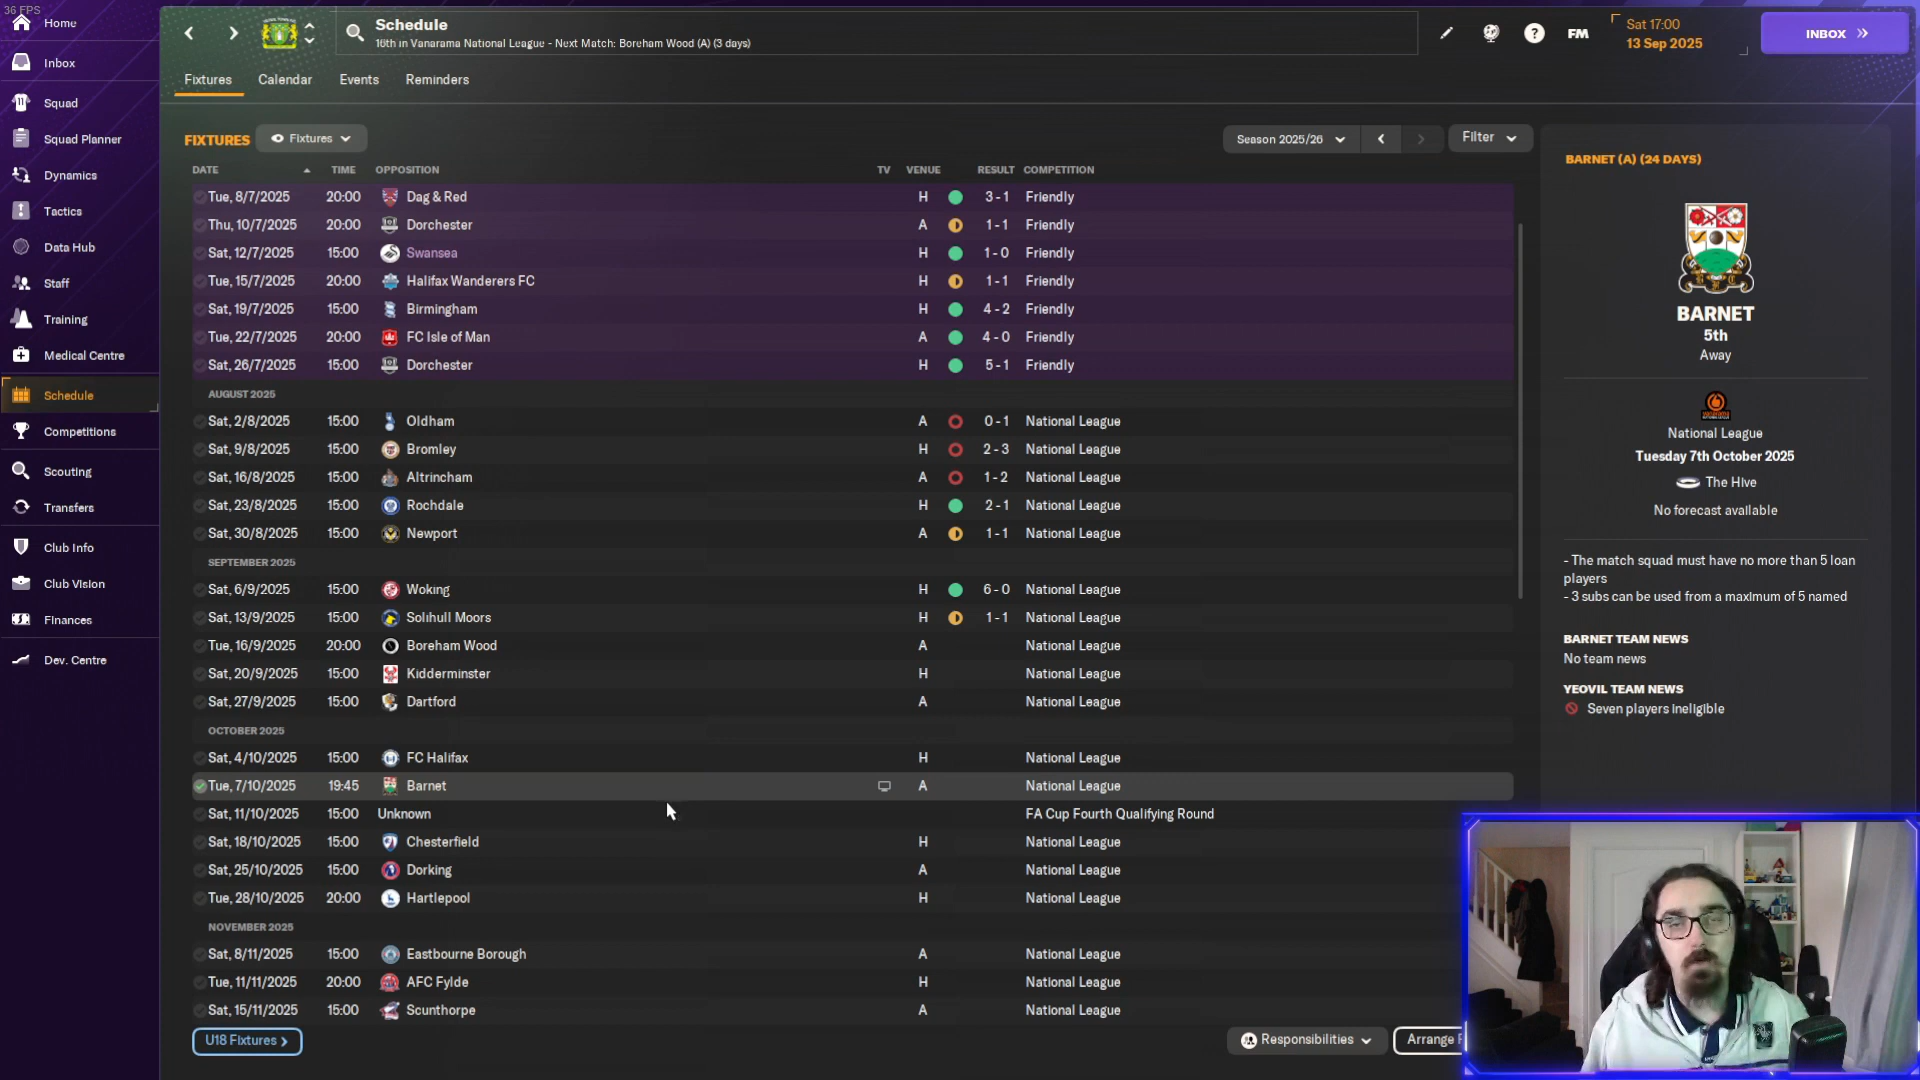 36 FPS
Home
Inbox
Squad
Squad Planner
Dynamics
Tactics
Data Hub
Staff
Training
Medical Centre
Schedule
Competitions
Scouting
Transfers
Club Info
Club Vision
Finances
Dev. Centre
Schedule
16th in Vanarama National League - Next Match: Boreham Wood (A) (3 days)
FM
Sat 17:00
13 Sep 2025
INBOX
Fixtures Calendar Events Reminders
FIXTURES Fixtures Season 2025/26 Filter
DATE TIME OPPOSITION TV VENUE RESULT COMPETITION
Tue, 8/7/2025 20:00 Dag & Red H 3 - 1 Friendly
Thu, 10/7/2025 20:00 Dorchester A 1 - 1 Friendly
Sat, 12/7/2025 15:00 Swansea H 1 - 0 Friendly
Tue, 15/7/2025 20:00 Halifax Wanderers FC H 1 - 1 Friendly
Sat, 19/7/2025 15:00 Birmingham H 4 - 2 Friendly
Tue, 22/7/2025 20:00 FC Isle of Man A 4 - 0 Friendly
Sat, 26/7/2025 15:00 Dorchester H 5 - 1 Friendly
AUGUST 2025
Sat, 2/8/2025 15:00 Oldham A 0 - 1 National League
Sat, 9/8/2025 15:00 Bromley H 2 - 3 National League
Sat, 16/8/2025 15:00 Altrincham A 1 - 2 National League
Sat, 23/8/2025 15:00 Rochdale H 2 - 1 National League
Sat, 30/8/2025 15:00 Newport A 1 - 1 National League
SEPTEMBER 2025
Sat, 6/9/2025 15:00 Woking H 6 - 0 National League
Sat, 13/9/2025 15:00 Solihull Moors H 1 - 1 National League
Tue, 16/9/2025 20:00 Boreham Wood A National League
Sat, 20/9/2025 15:00 Kidderminster H National League
Sat, 27/9/2025 15:00 Dartford A National League
OCTOBER 2025
Sat, 4/10/2025 15:00 FC Halifax H National League
Tue, 7/10/2025 19:45 Barnet A National League
Sat, 11/10/2025 15:00 Unknown FA Cup Fourth Qualifying Round
Sat, 18/10/2025 15:00 Chesterfield H National League
Sat, 25/10/2025 15:00 Dorking A National League
Tue, 28/10/2025 20:00 Hartlepool H National League
NOVEMBER 2025
Sat, 8/11/2025 15:00 Eastbourne Borough A National League
Tue, 11/11/2025 20:00 AFC Fylde H National League
Sat, 15/11/2025 15:00 Scunthorpe A National League
U18 Fixtures
Responsibilities
Arrange
BARNET (A) (24 DAYS)
BARNET
5th
Away
National League
Tuesday 7th October 2025
The Hive
No forecast available
- The match squad must have no more than 5 loan
players
- 3 subs can be used from a maximum of 5 named
BARNET TEAM NEWS
No team news
YEOVIL TEAM NEWS
Seven players ineligible